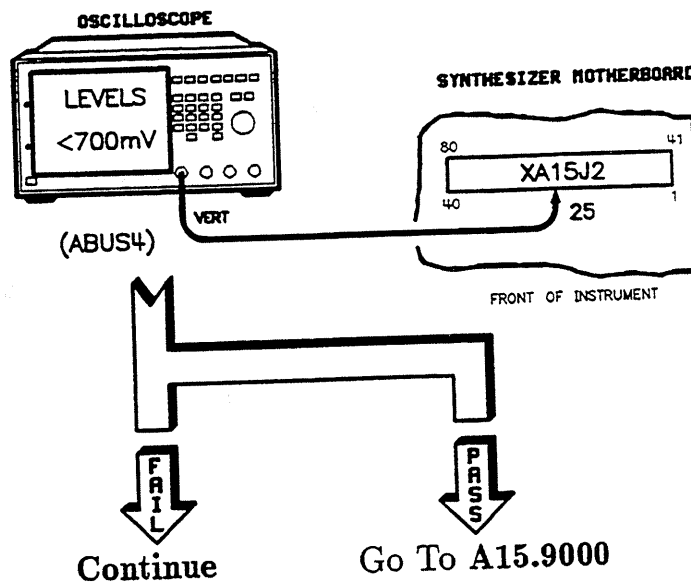 OSCILLOSCOPE
LEVELS
<700mV
VERT
(ABUS4)
SYNTHESIZER MOTHERBOARD
80
41
XA15J2
40
25
1
FRONT OF INSTRUMENT
FAIL
PASS
Continue
Go To A15.9000